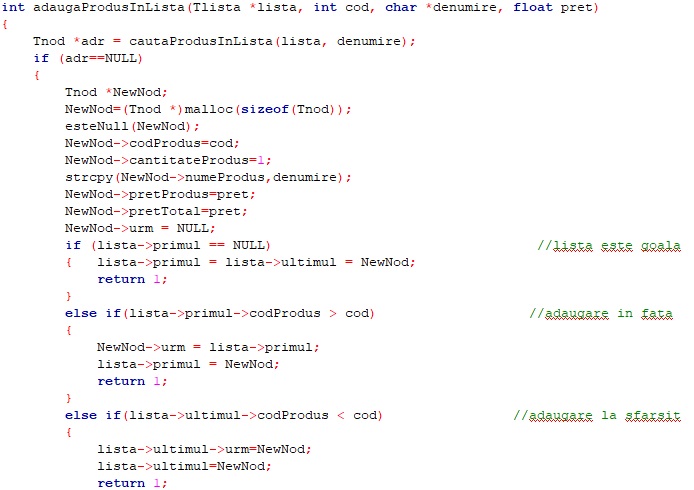 int adaugaProdusInLista(Tlista *lista, int cod, char *denumire, float pret)
{
    Tnod *adr = cautaProdusInLista(lista, denumire);
    if (adr==NULL)
    {
        Tnod *NewNod;
        NewNod=(Tnod *)malloc(sizeof(Tnod));
        esteNull(NewNod);
        NewNod->codProdus=cod;
        NewNod->cantitateProdus=1;
        strcpy(NewNod->numeProdus,denumire);
        NewNod->pretProdus=pret;
        NewNod->pretTotal=pret;
        NewNod->urm = NULL;
        if (lista->primul == NULL)                                  //lista este goala
        {   lista->primul = lista->ultimul = NewNod;
            return 1;
        }
        else if(lista->primul->codProdus > cod)                    //adaugare in fata
        {
            NewNod->urm = lista->primul;
            lista->primul = NewNod;
            return 1;
        }
        else if(lista->ultimul->codProdus < cod)                 //adaugare la sfarsit
        {
            lista->ultimul->urm=NewNod;
            lista->ultimul=NewNod;
            return 1;